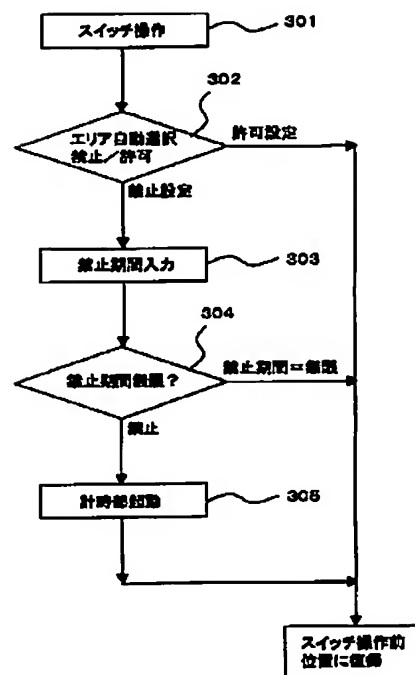 スイッチ操作
301
302
エリア自動選択
禁止／許可
許可設定
禁止設定
禁止期間入力
303
304
禁止期間無限？
禁止期間＝無限
禁止
計時部起動
305
スイッチ操作前
位置に復帰